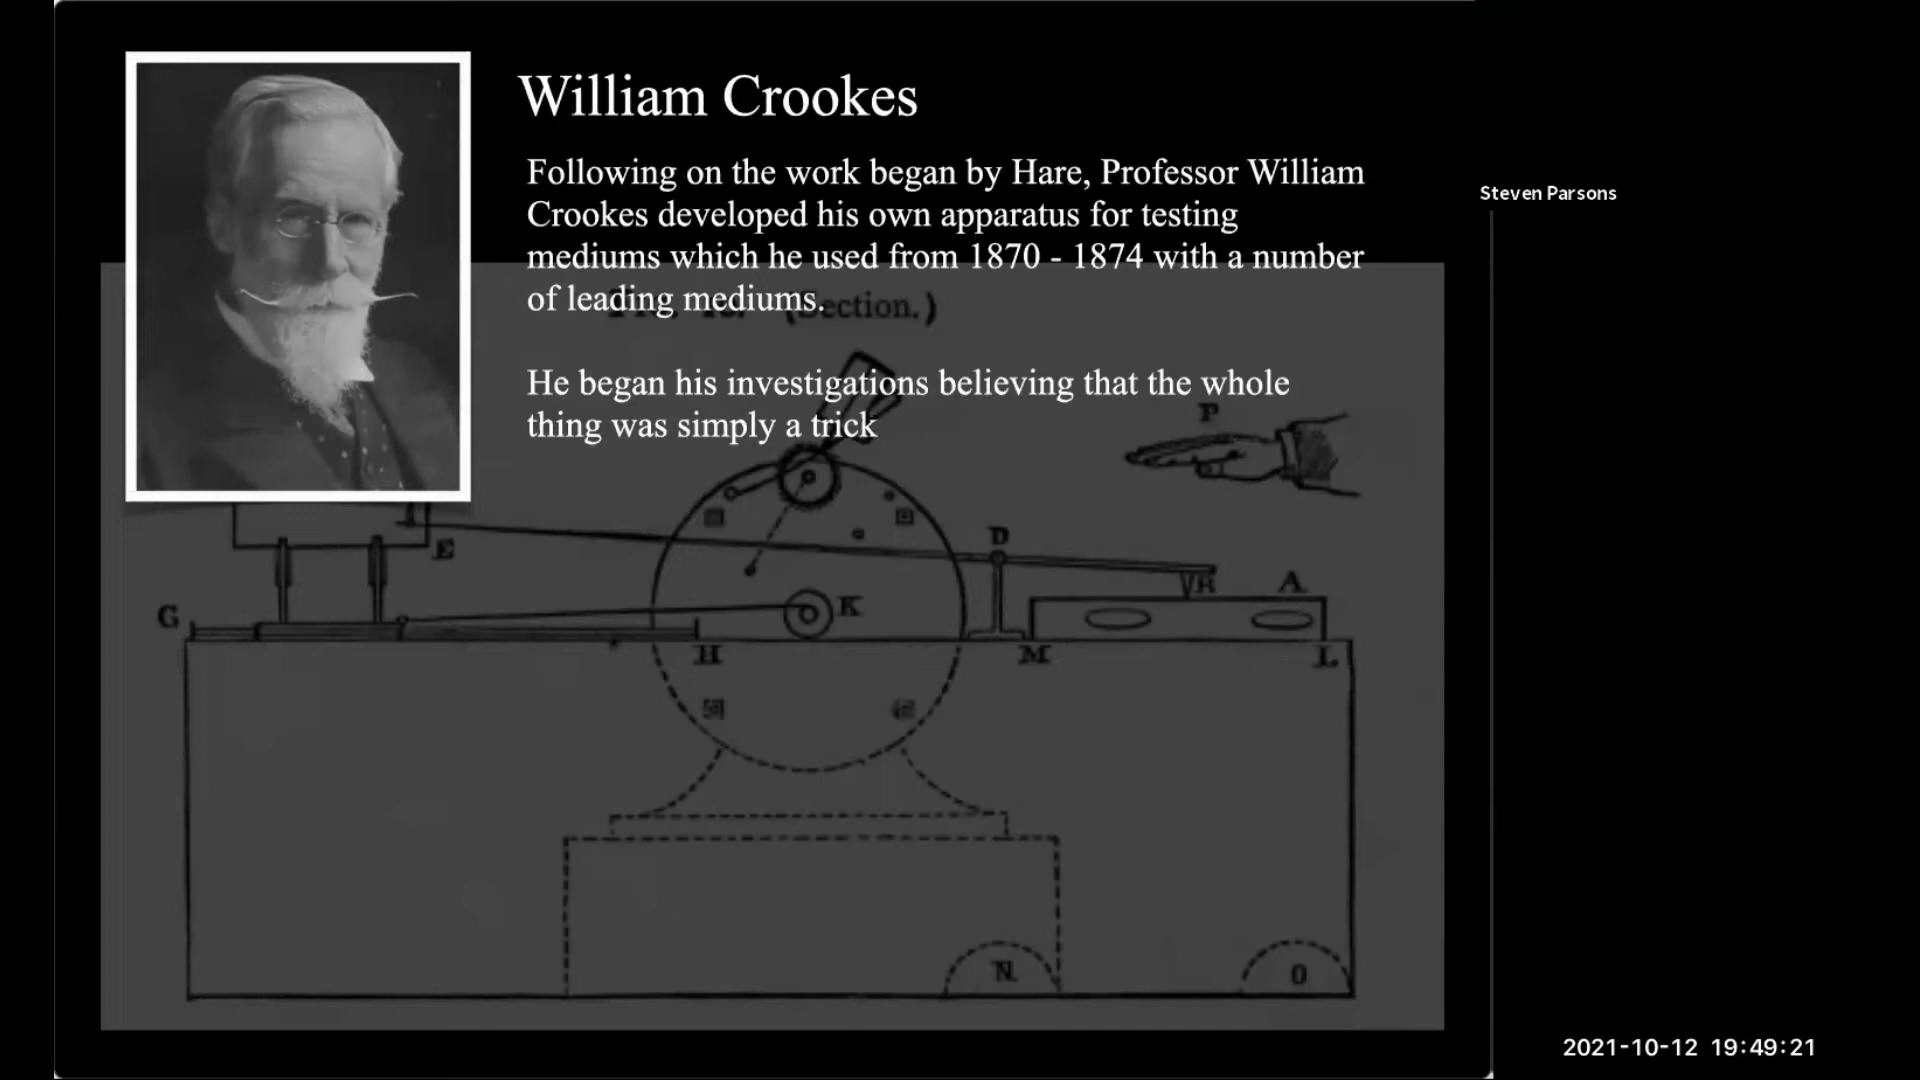 William Crookes
Following on the work began by Hare, Professor William
Crookes developed his own apparatus for testing
mediums which he used from 1870 - 1874 with a number
of leading mediums.
(Section.)
He began his investigations believing that the whole
thing was simply a trick
Steven Parsons
P
D
E
B
A
G
K
H
M
L
N
O
2021-10-12 19:49:21